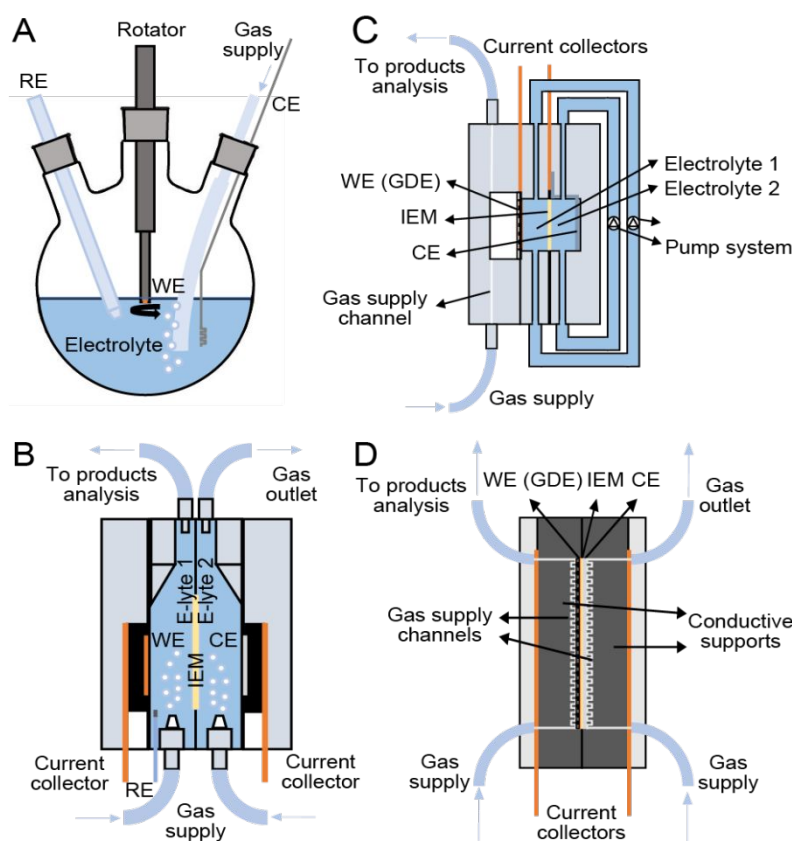 A
Rotator
Gas
supply
RE
CE
WE
Electrolyte
B
To products
analysis
Gas
outlet
E-lyte 1
E-lyte 2
WE
CE
IEM
Current
collector
RE
Current
collector
Gas
supply
C
Current collectors
To products
analysis
Electrolyte 1
WE (GDE)
Electrolyte 2
IEM
CE
Pump system
Gas supply
channel
Gas supply
D
WE (GDE) IEM CE
To products
analysis
Gas
outlet
Gas supply
channels
Conductive
supports
Gas
supply
Gas
supply
Current
collectors